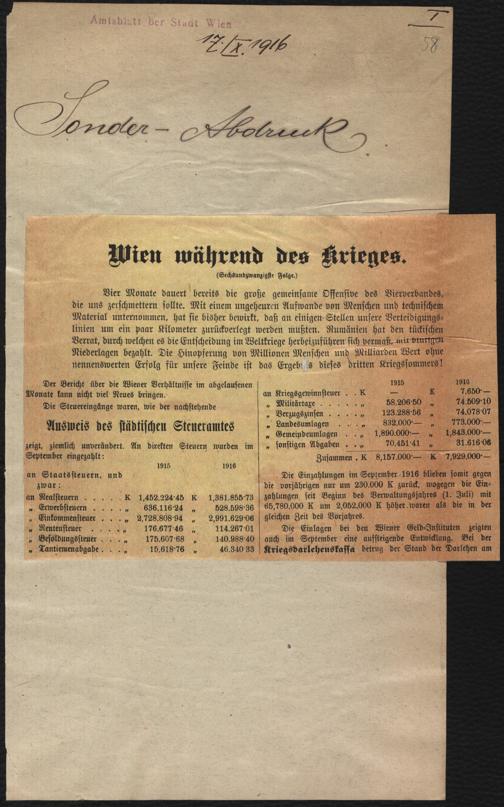 Amtsblatt der Stadt Wien
I
17./IX. 1916
58
Sonder-Abdruck.
Wien während des Krieges.
(Sechsundzwanzigste Folge.)
Vier Monate dauert bereits die große gemeinsame Offensive des Vierverbandes,
die uns zerschmettern sollte. Mit einem ungeheuren Aufwande von Menschen und technischem
Material unternommen, hat sie bisher bewirkt, daß an einigen Stellen unsere Verteidigungs-
linien um ein paar Kilometer zurückverlegt werden mußten. Rumänien hat den tückischen
Verrat, durch welchen es die Entscheidung im Weltkriege herbeizuführen sich vermaß, mit blutigen
Niederlagen bezahlt. Die Hinopferung von Millionen Menschen und Milliarden Wert ohne
nennenswerten Erfolg für unsere Feinde ist das Ergebnis dieses dritten Kriegssommers!
Der Bericht über die Wiener Verhältnisse im abgelaufenen
Monate kann nicht viel Neues bringen.
Die Steuereingänge waren, wie der nachstehende
Ausweis des städtischen Steueramtes
zeigt, ziemlich unverändert. An direkten Steuern wurden im
September eingezahlt:
1915 1916
an Staatssteuern, und
zwar:
an Realsteuern . . . . K 1,452.224·45 K 1,381.855·73
„ Erwerbsteuern . . . „ 636.116·24 „ 528.598·36
„ Einkommensteuer . . „ 2,728.808·94 „ 2,991.629·06
„ Rentensteuer . . . „ 176.677·46 „ 114.267·01
„ Besoldungssteuer . . „ 175.607·68 „ 140.988·40
„ Tantiemenabgabe . . „ 15.618·76 „ 46.340·33
1915 1916
an Kriegsgewinnsteuer . . K —·— K 7.650·—
„ Militärtaxe . . . . . „ 58.206·50 „ 74.509·10
„ Verzugszinsen . . . . „ 123.288·56 „ 74.078·07
„ Landesumlagen . . . „ 832.000·— „ 773.000·—
„ Gemeindeumlagen . . „ 1,890.000·— „ 1,843.000·—
„ sonstigen Abgaben . . „ 70.451·41 „ 31.616·06
Zusammen . K 8,157.000·— K 7,929.000·—
Die Einzahlungen im September 1916 blieben somit gegen
die vorjährigen nur um 230.000 K zurück, wogegen die Ein-
zahlungen seit Beginn des Verwaltungsjahres (1. Juli) mit
65,780.000 K um 2,052.000 K höher waren als die in der
gleichen Zeit des Vorjahres.
Die Einlagen bei den Wiener Geld-Instituten zeigten
auch im September eine aufsteigende Entwicklung. Bei der
Kriegsdarlehenskassa betrug der Stand der Darlehen am